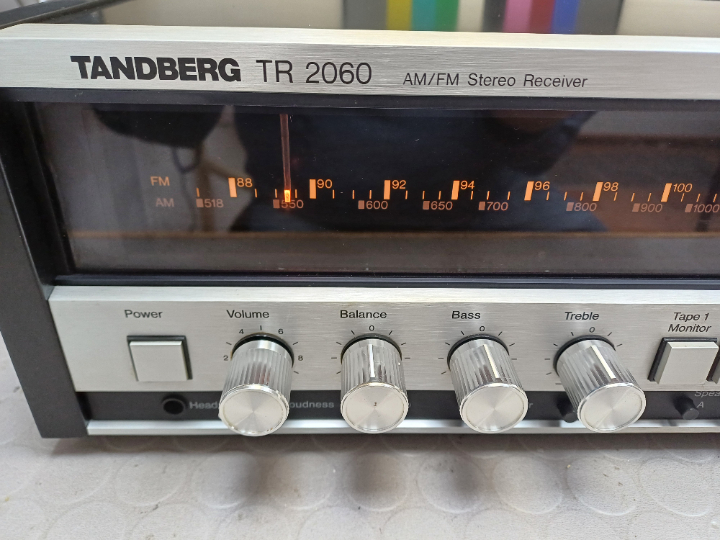 TANDBERG TR 2060 AM/FM Stereo Receiver
FM 88 90 92 94 96 98 100
AM 518 550 600 650 700 800 900 1000
Power Volume Balance Bass Treble Tape 1
Monitor
4 6 0 0 0
2 8
A